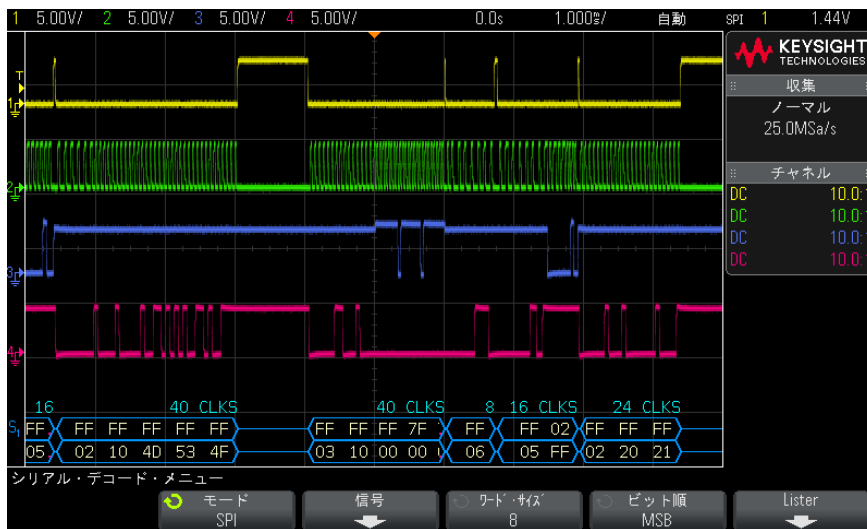 1 5.00V/ 2 5.00V/ 3 5.00V/ 4 5.00V/ 0.0s 1.000㎳/ 自動 SPI 1 1.44V
KEYSIGHT
TECHNOLOGIES
収集
ノーマル
25.0MSa/s
チャネル
DC 10.0:
DC 10.0:
DC 10.0:
DC 10.0:
T
1
2
3
4
16 40 CLKS 40 CLKS 8 16 CLKS 24 CLKS
S1 FF FF FF FF FF FF FF FF FF 7F FF FF 02 FF FF FF
05 02 10 4D 53 4F 03 10 00 00 06 05 FF 02 20 21
シリアル・デコード・メニュー
モード 信号 ワード・サイズ ビット順 Lister
SPI 8 MSB